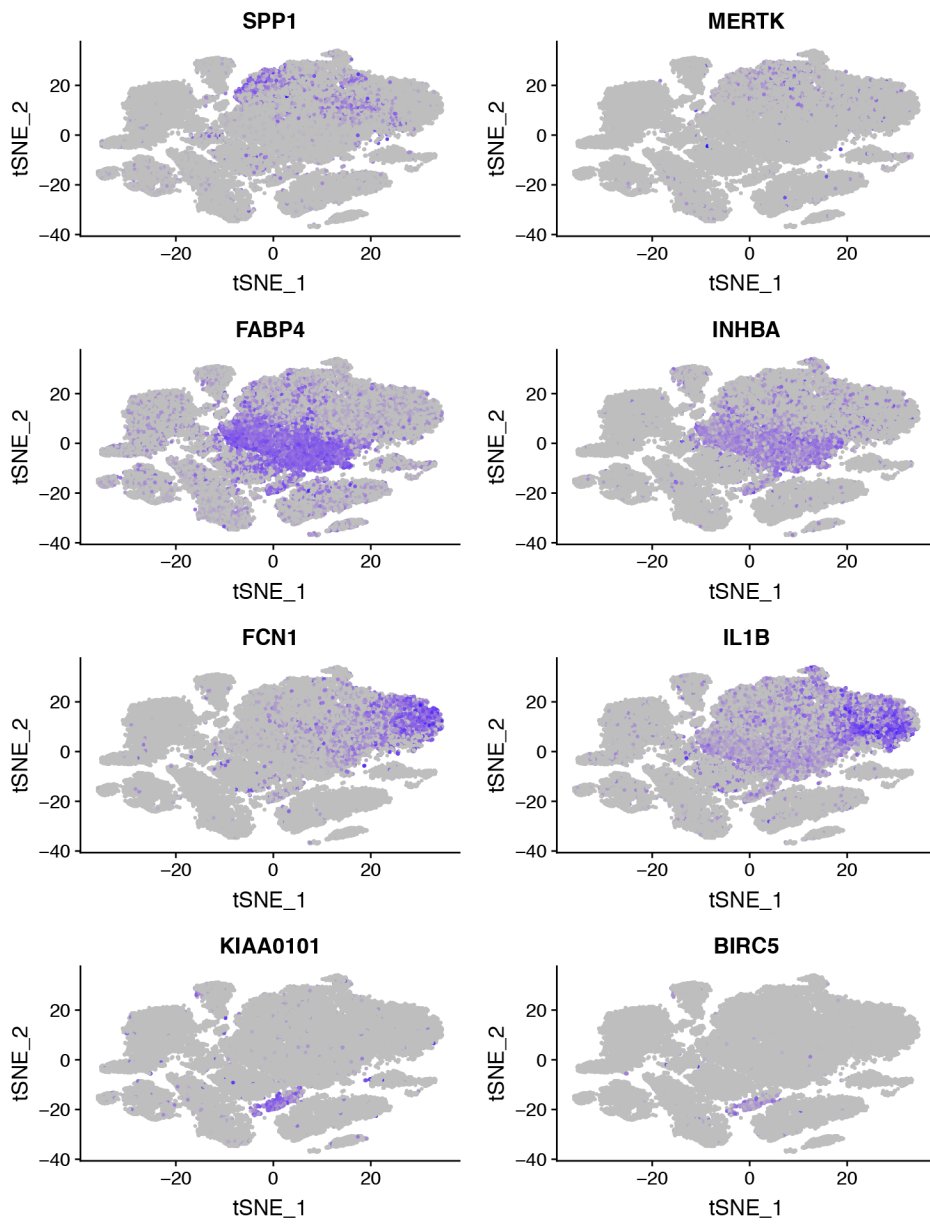 SPP1 MERTK
20 20
0 0
−20 −20
−40 −40
tSNE_2 tSNE_2
−20 0 20 −20 0 20
tSNE_1 tSNE_1
FABP4 INHBA
20 20
0 0
−20 −20
−40 −40
tSNE_2 tSNE_2
−20 0 20 −20 0 20
tSNE_1 tSNE_1
FCN1 IL1B
20 20
0 0
−20 −20
−40 −40
tSNE_2 tSNE_2
−20 0 20 −20 0 20
tSNE_1 tSNE_1
KIAA0101 BIRC5
20 20
0 0
−20 −20
−40 −40
tSNE_2 tSNE_2
−20 0 20 −20 0 20
tSNE_1 tSNE_1